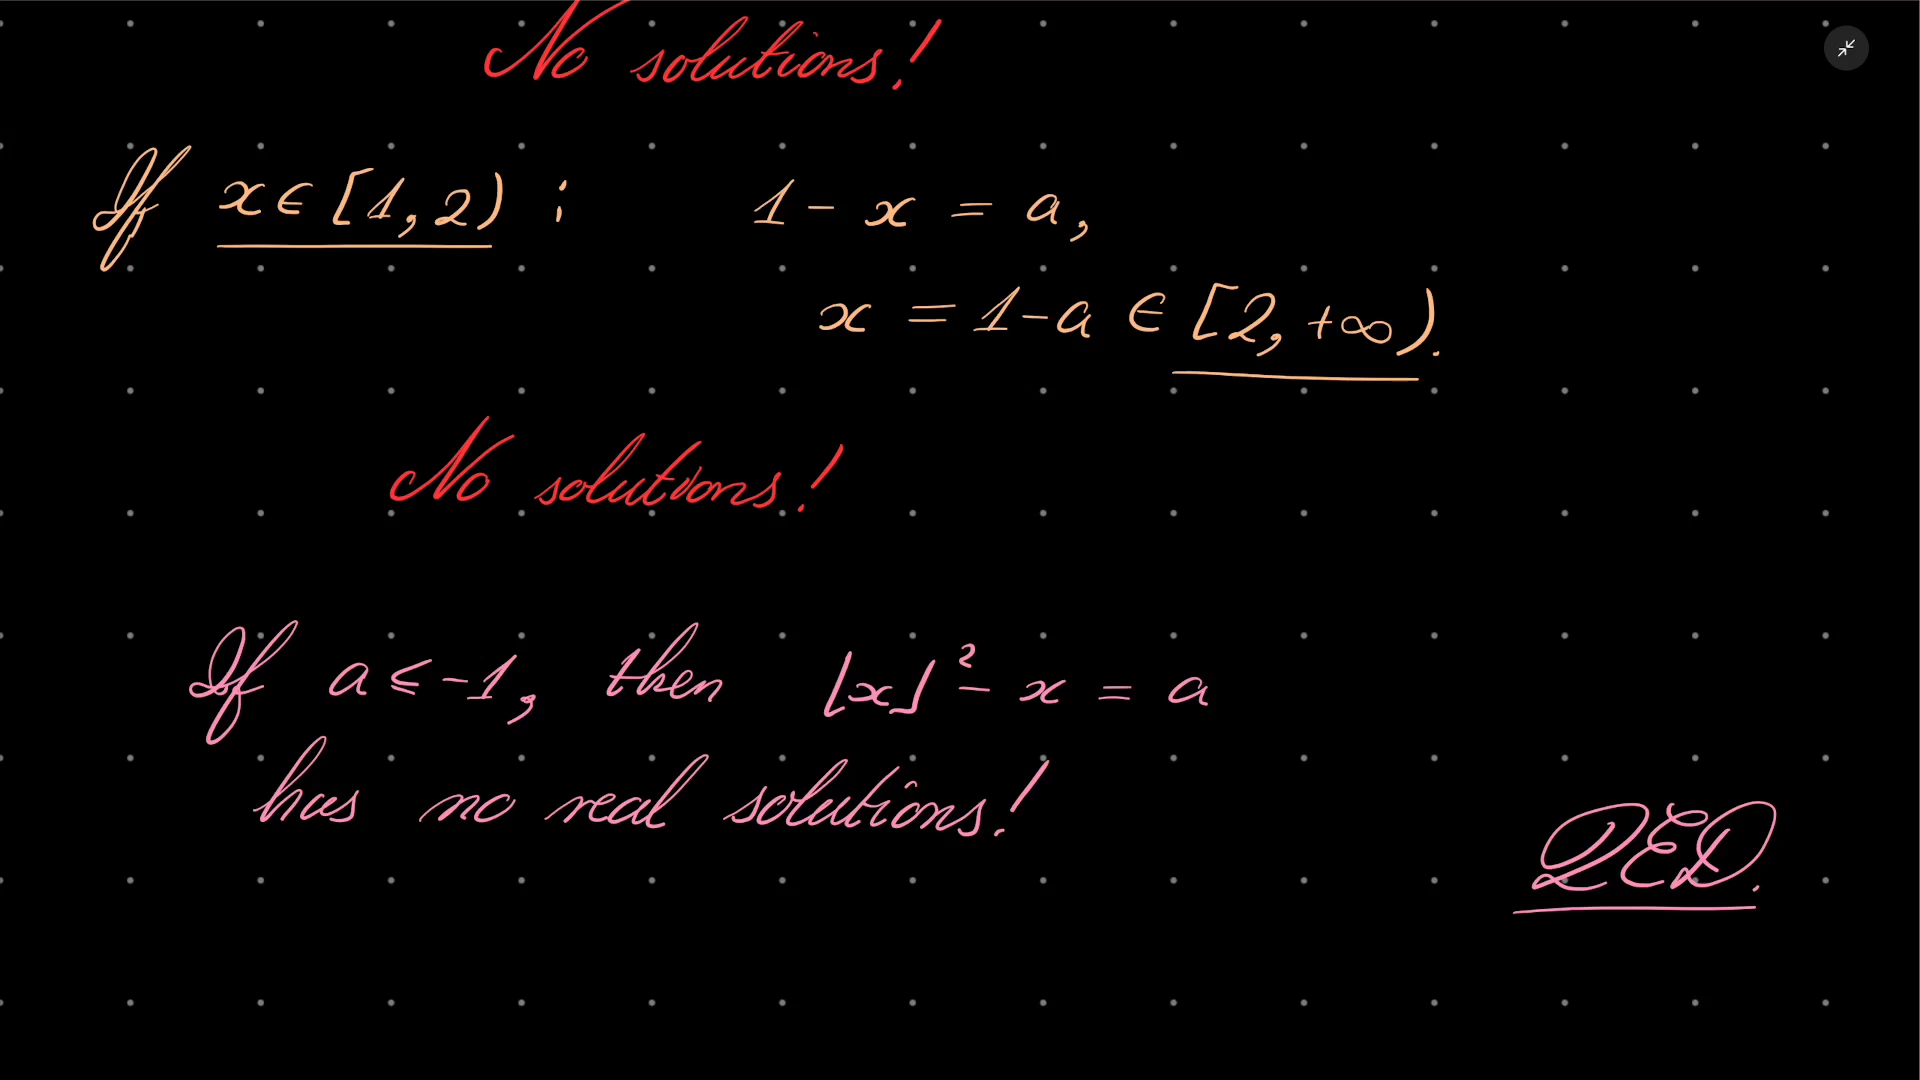 No solutions!
If x ∈ [1, 2) : 1 - x = a,
x = 1 - a ∈ [2, +∞).
No solutions!
If a ≤ -1, then ⌊x⌋² - x = a
has no real solutions!
QED.